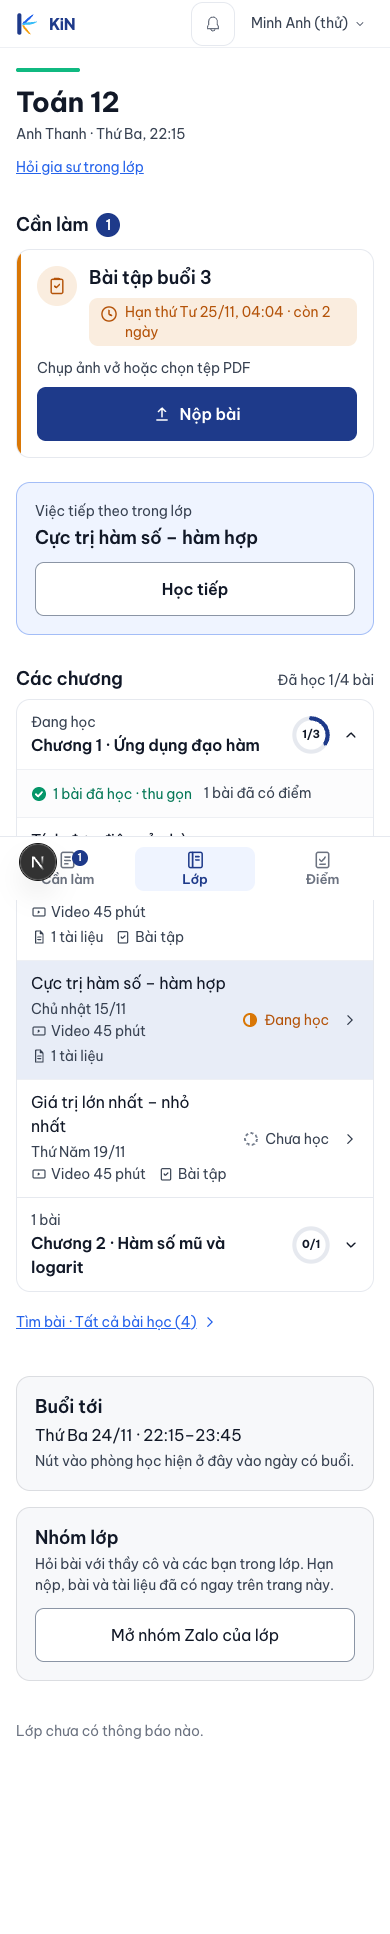 KiN
Minh Anh (thử)
Toán 12
Anh Thanh · Thứ Ba, 22:15
Hỏi gia sư trong lớp
Cần làm 1
Bài tập buổi 3
Hạn thứ Tư 25/11, 04:04 · còn 2
ngày
Chụp ảnh vở hoặc chọn tệp PDF
Nộp bài
Việc tiếp theo trong lớp
Cực trị hàm số – hàm hợp
Học tiếp
Các chương
Đã học 1/4 bài
Đang học
Chương 1 · Ứng dụng đạo hàm
1/3
1 bài đã học · thu gọn
1 bài đã có điểm
N
1
Cần làm
Lớp
Điểm
Video 45 phút
1 tài liệu
Bài tập
Cực trị hàm số – hàm hợp
Chủ nhật 15/11
Video 45 phút
1 tài liệu
Đang học
Giá trị lớn nhất – nhỏ
nhất
Thứ Năm 19/11
Video 45 phút
Bài tập
Chưa học
1 bài
Chương 2 · Hàm số mũ và
logarit
0/1
Tìm bài · Tất cả bài học (4)
Buổi tới
Thứ Ba 24/11 · 22:15–23:45
Nút vào phòng học hiện ở đây vào ngày có buổi.
Nhóm lớp
Hỏi bài với thầy cô và các bạn trong lớp. Hạn
nộp, bài và tài liệu đã có ngay trên trang này.
Mở nhóm Zalo của lớp
Lớp chưa có thông báo nào.